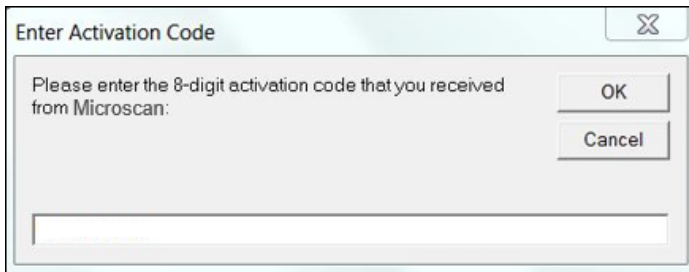 Enter Activation Code
Please enter the 8-digit activation code that you received
from Microscan:
OK
Cancel